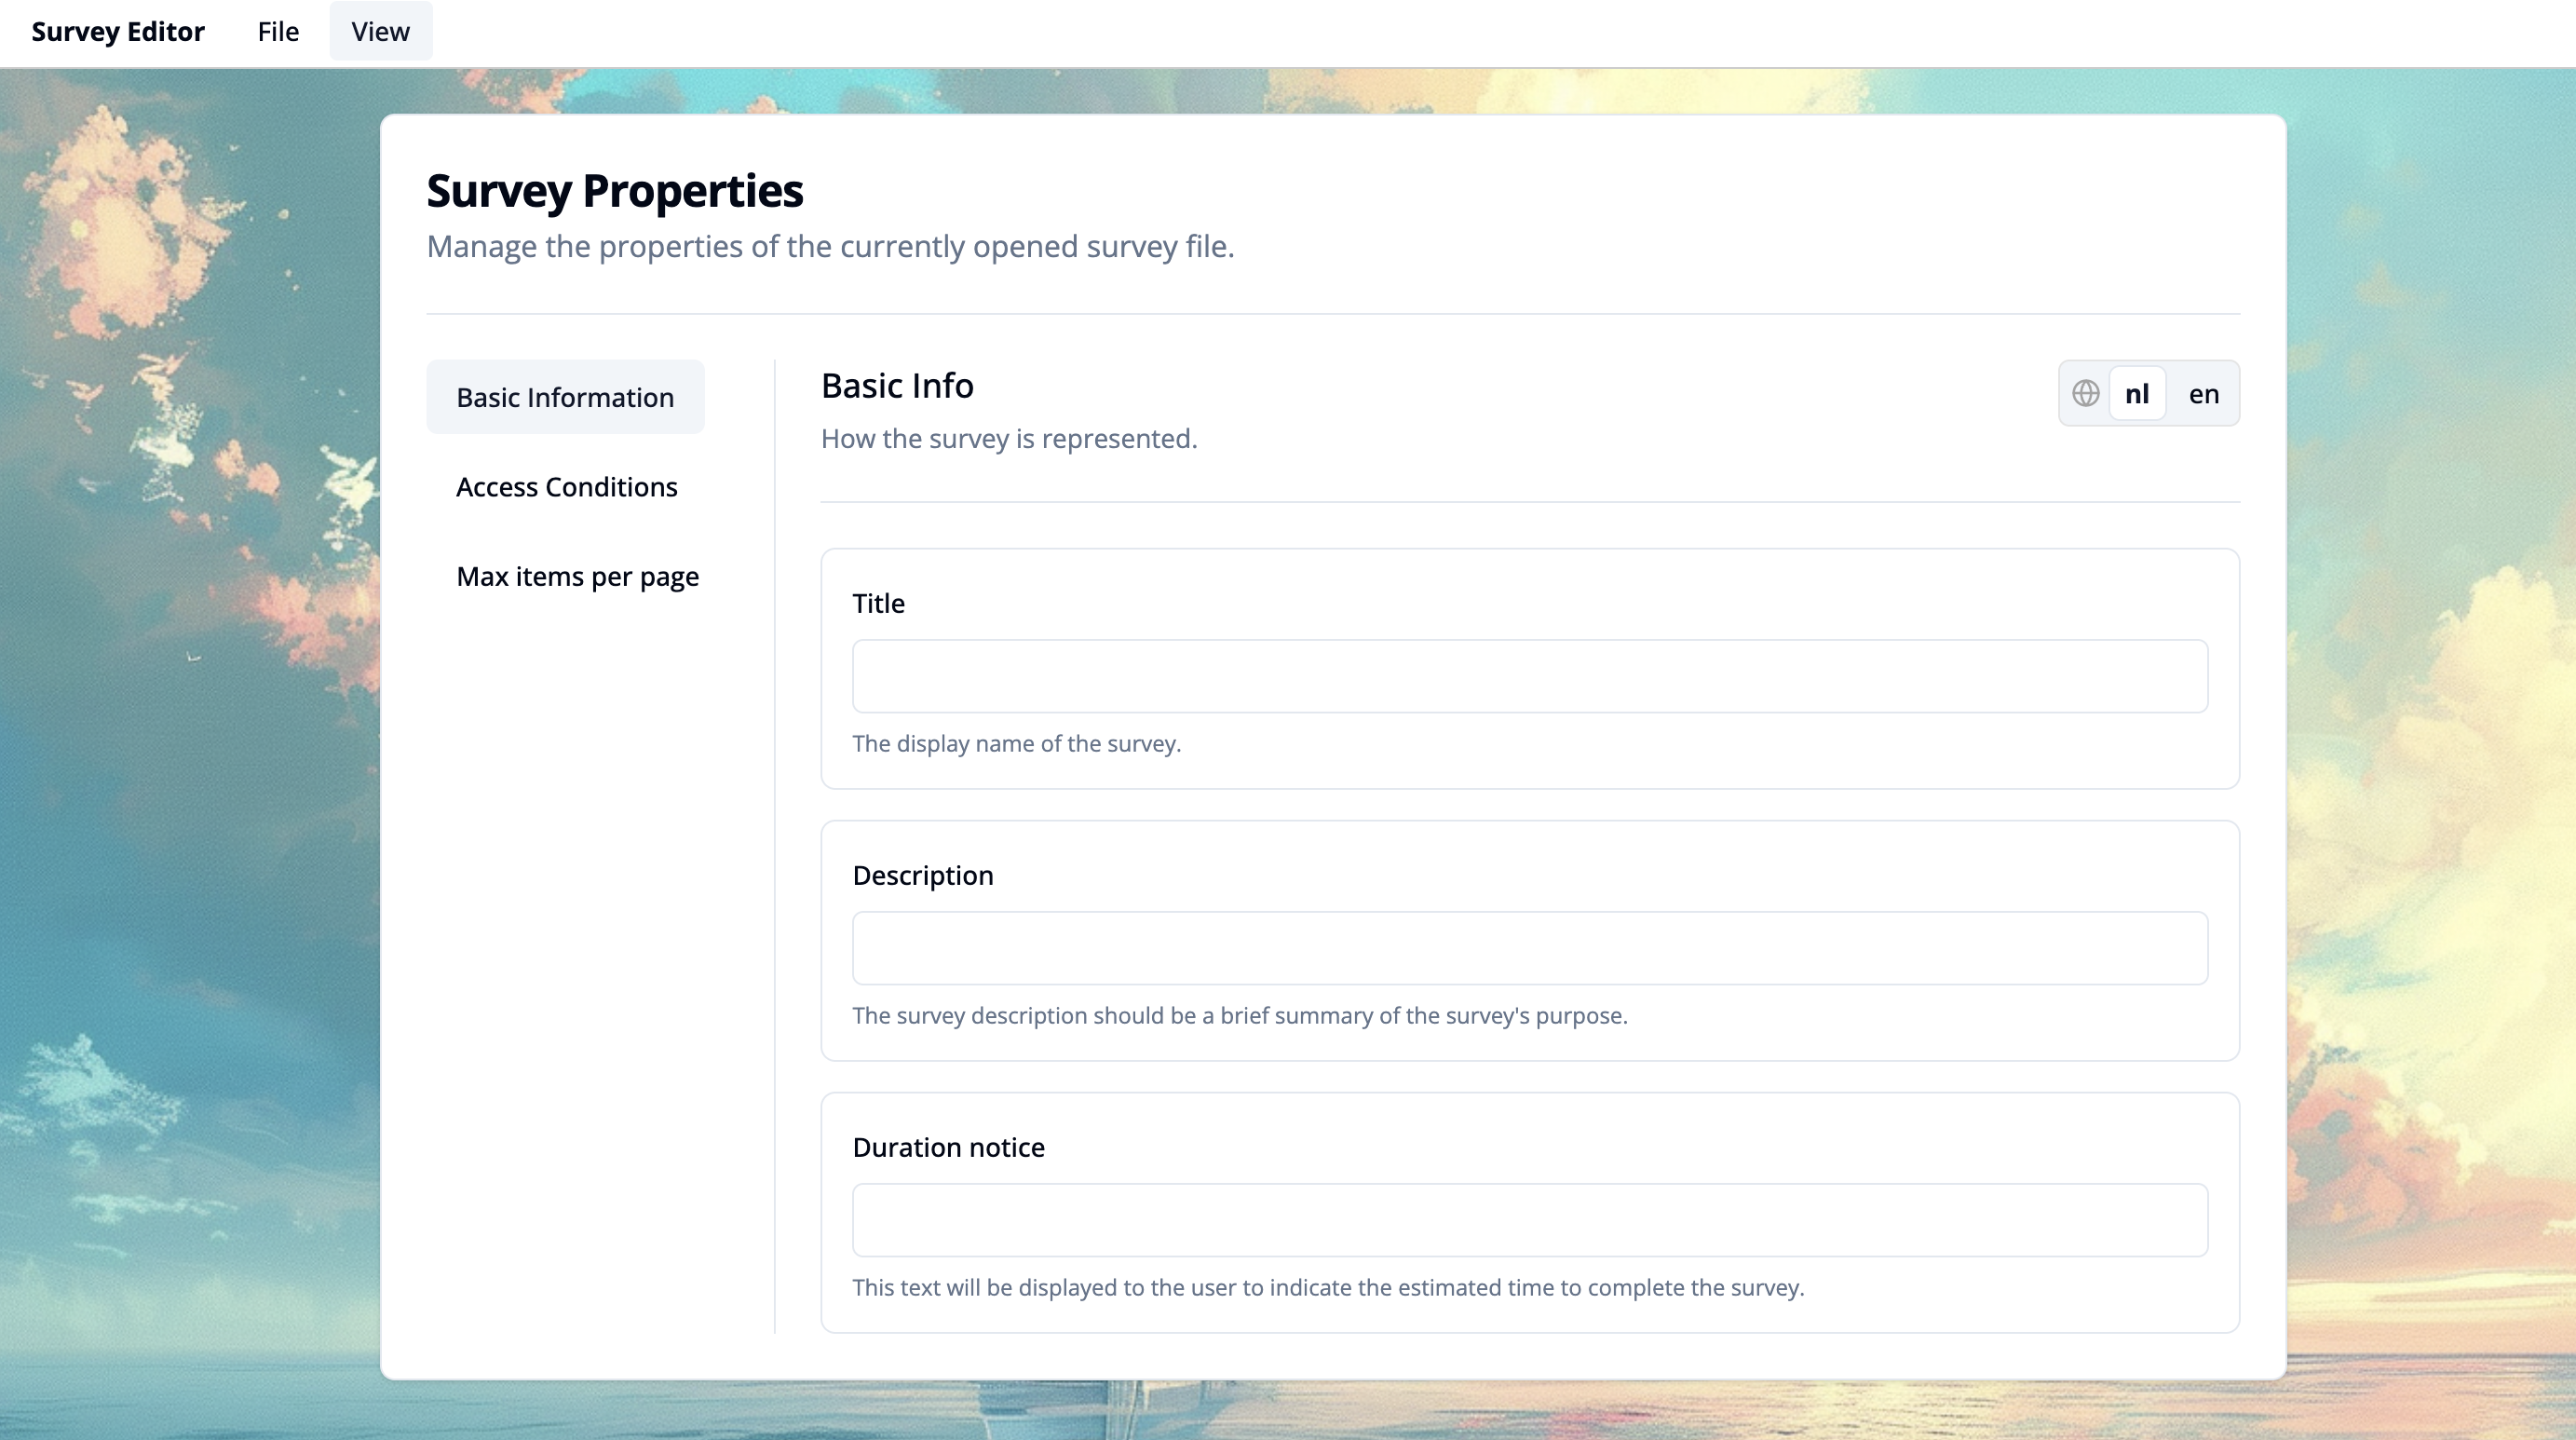 Survey Editor File View
Survey Properties
Manage the properties of the currently opened survey file.
Basic Information
Access Conditions
Max items per page
Basic Info
nl en
How the survey is represented.
Title
The display name of the survey.
Description
The survey description should be a brief summary of the survey's purpose.
Duration notice
This text will be displayed to the user to indicate the estimated time to complete the survey.